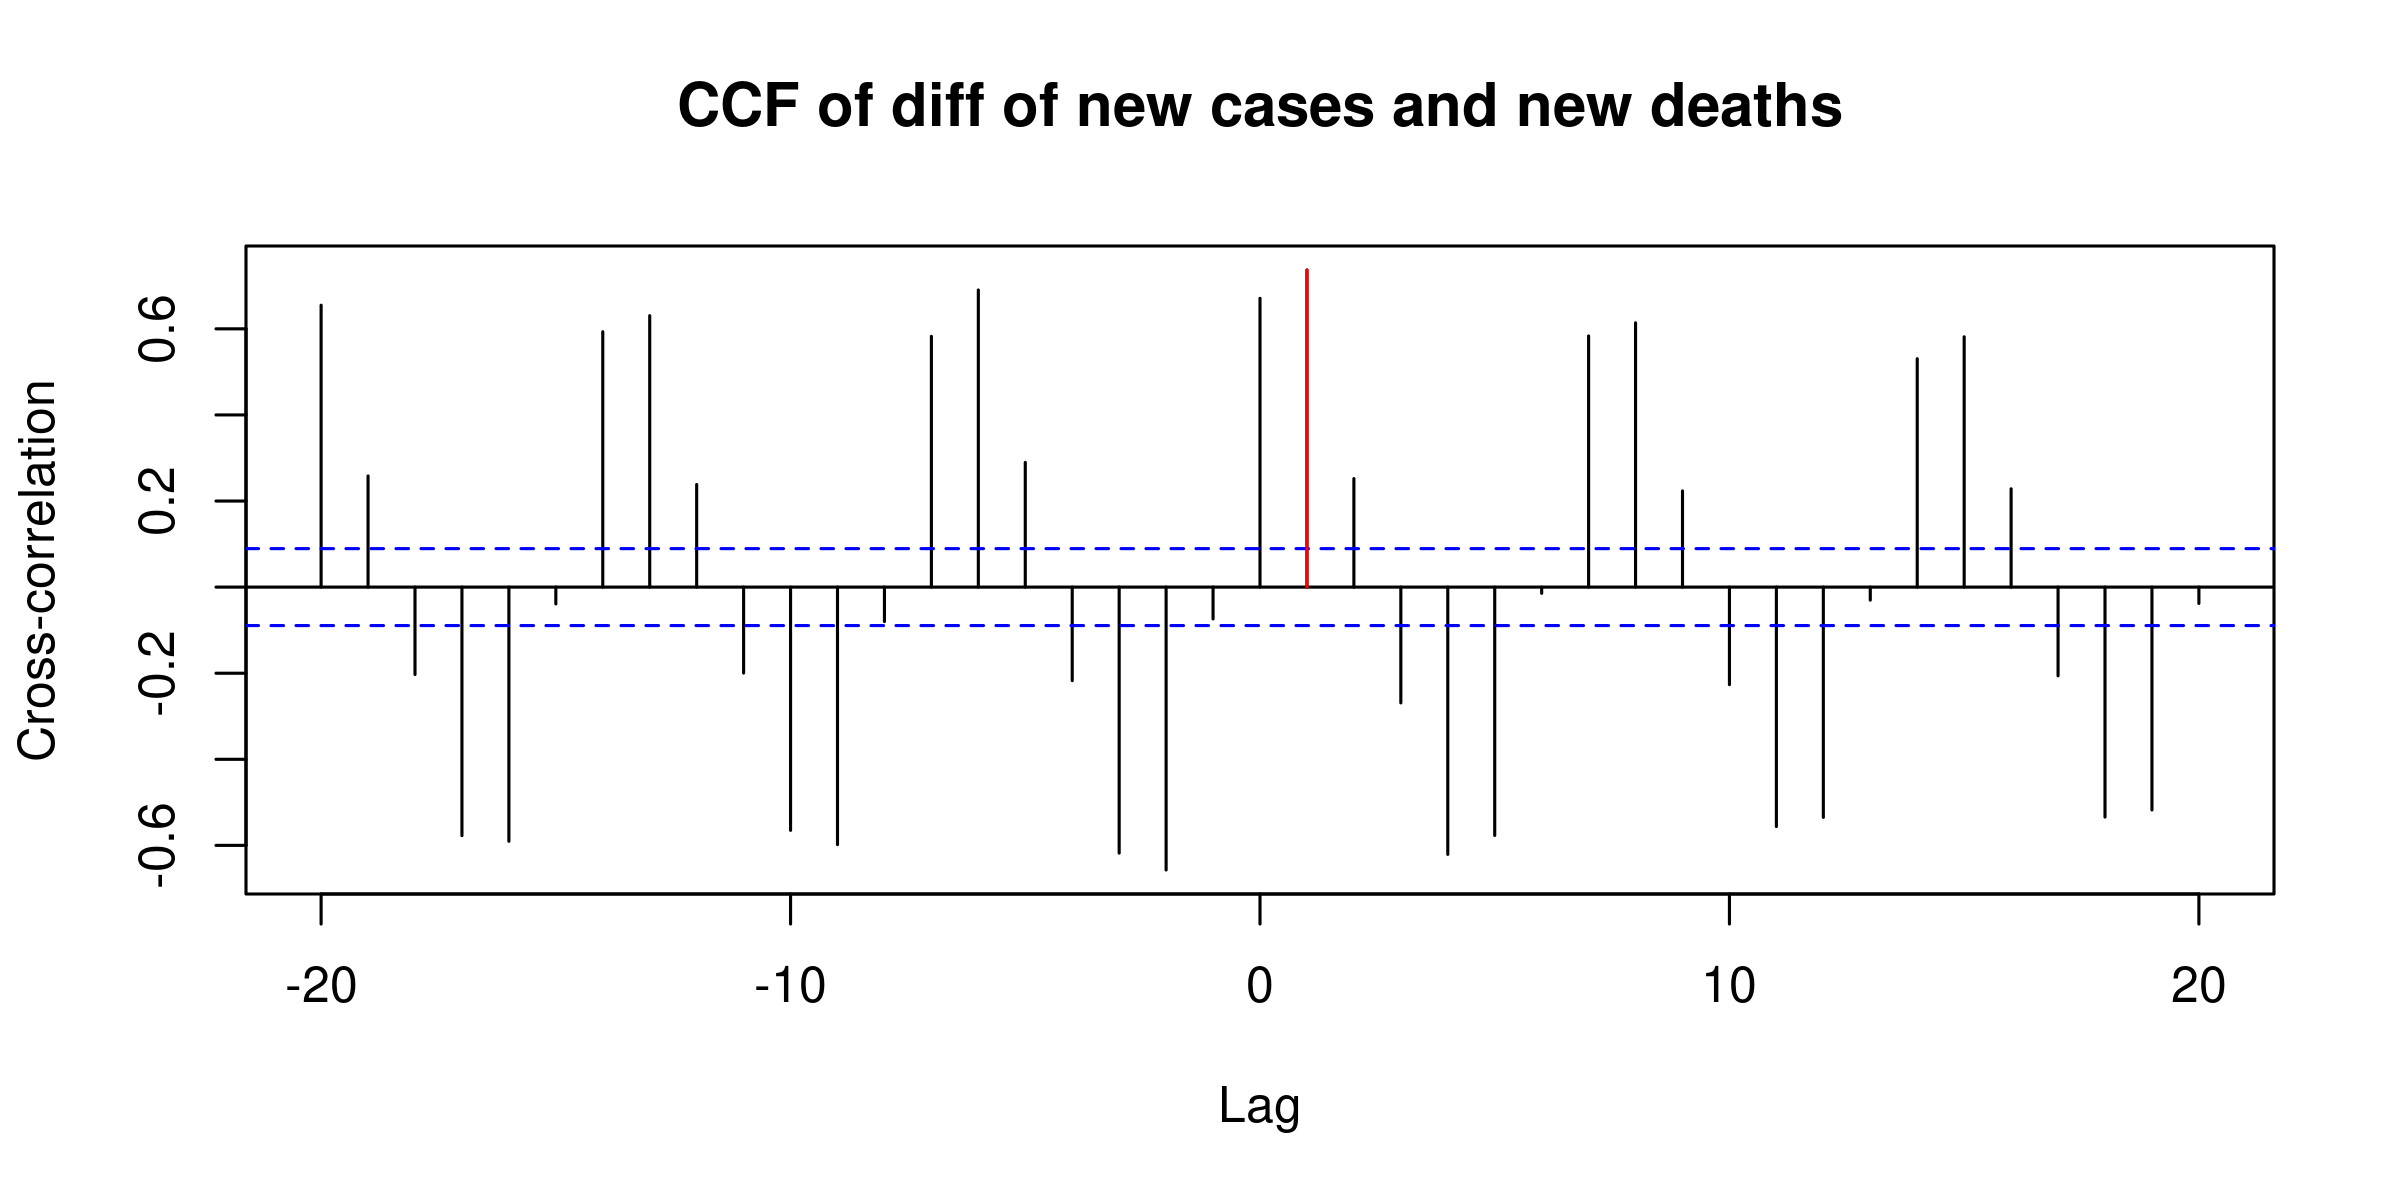 CCF of diff of new cases and new deaths
Cross-correlation
0.6
0.2
-0.2
-0.6
-20 -10 0 10 20
Lag